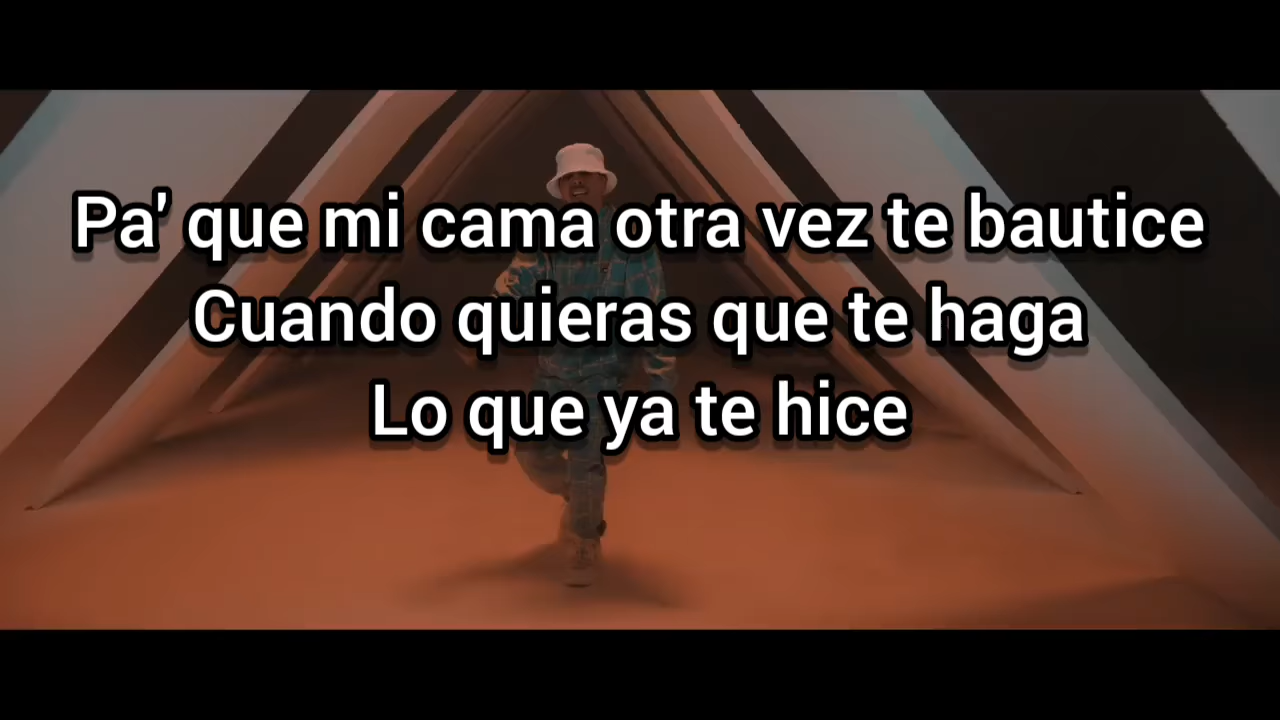 Pa' que mi cama otra vez te bautice
Cuando quieras que te haga
Lo que ya te hice